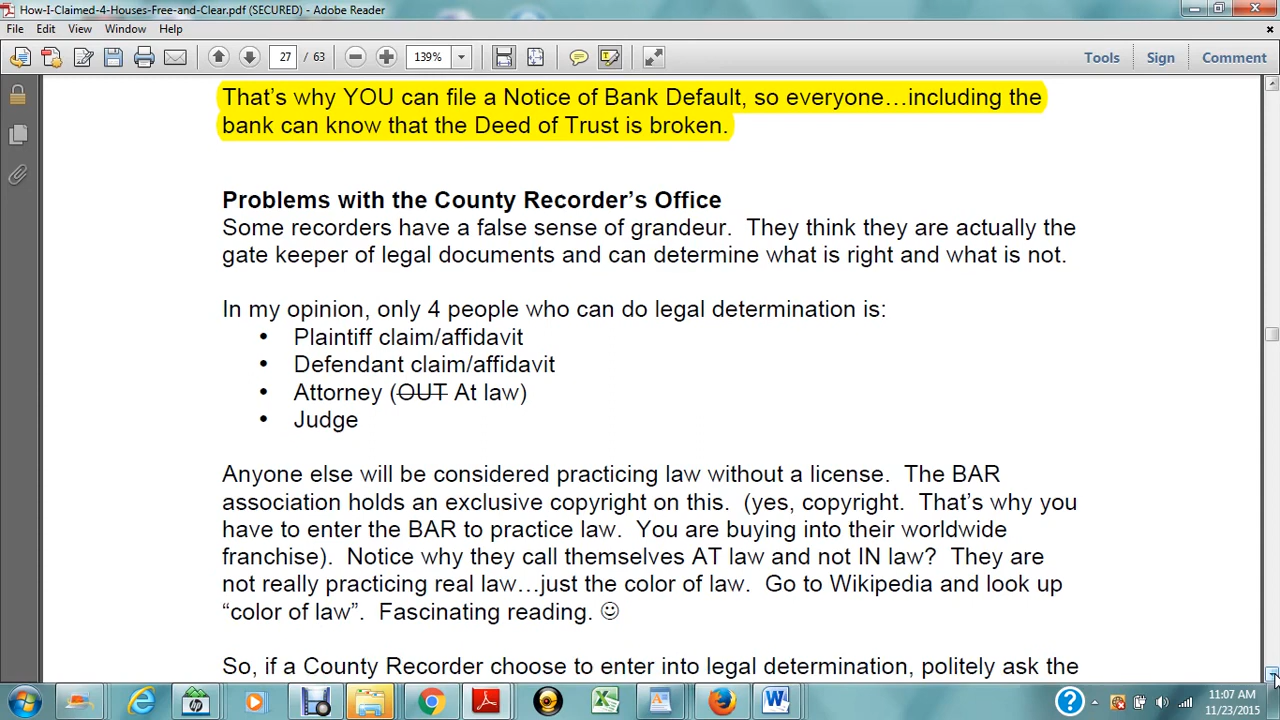 How-I-Claimed-4-Houses-Free-and-Clear.pdf (SECURED) - Adobe Reader
File Edit View Window Help
27 / 63 139% Tools Sign Comment
That's why YOU can file a Notice of Bank Default, so everyone…including the
bank can know that the Deed of Trust is broken.
Problems with the County Recorder's Office
Some recorders have a false sense of grandeur. They think they are actually the
gate keeper of legal documents and can determine what is right and what is not.
In my opinion, only 4 people who can do legal determination is:
• Plaintiff claim/affidavit
• Defendant claim/affidavit
• Attorney (OUT At law)
• Judge
Anyone else will be considered practicing law without a license. The BAR
association holds an exclusive copyright on this. (yes, copyright. That's why you
have to enter the BAR to practice law. You are buying into their worldwide
franchise). Notice why they call themselves AT law and not IN law? They are
not really practicing real law…just the color of law. Go to Wikipedia and look up
“color of law”. Fascinating reading. ☺
So, if a County Recorder choose to enter into legal determination, politely ask the
11:07 AM
11/23/2015